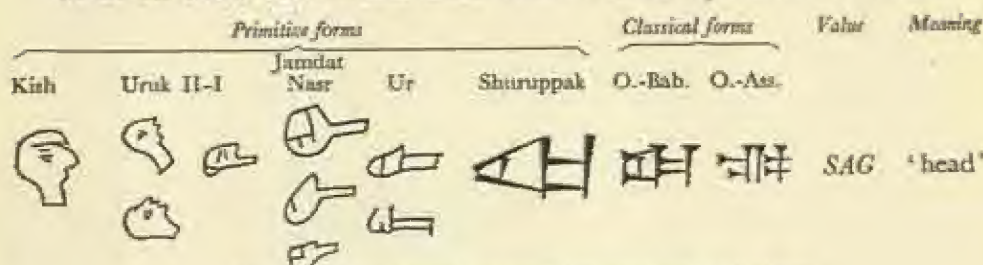 Primitive forms Classical forms Value Meaning
Kish Uruk II-I Jamdat Nasr Ur Shuruppak O.-Bab. O.-Ass.
SAG ‘head’